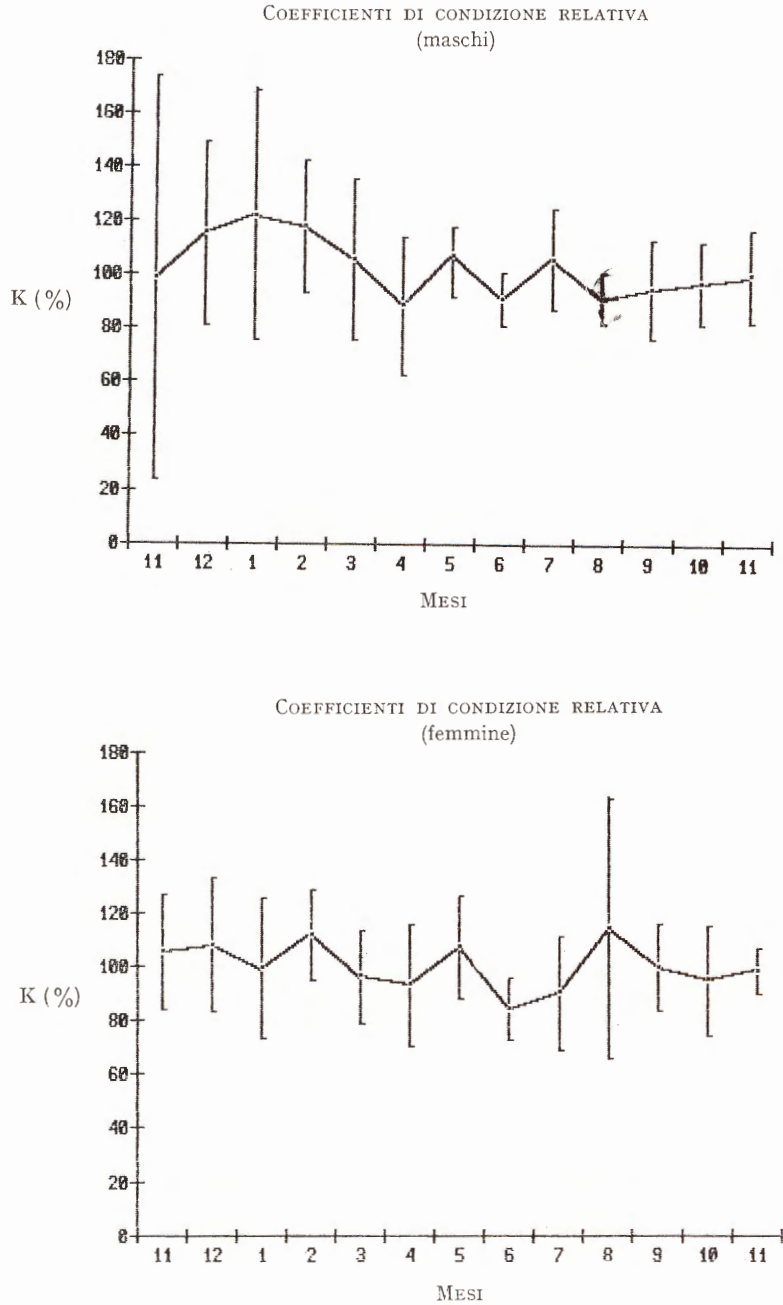 COEFFICIENTI DI CONDIZIONE RELATIVA
(maschi)
180
160
140
120
100
K (%)
80
60
40
20
0
11 12 1 2 3 4 5 6 7 8 9 10 11
MESI
COEFFICIENTI DI CONDIZIONE RELATIVA
(femmine)
180
160
140
120
100
K (%)
80
60
40
20
0
11 12 1 2 3 4 5 6 7 8 9 10 11
MESI